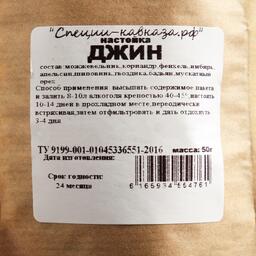 "Специи-кавказа.рф"
настойка
ДЖИН
состав:можжевельник,кориандр,фенхель,имбирь,
апельсин,шиповник,гвоздика,бадьян,мускатный
орех
Способ применения: высыпать содержимое пакета
и залить 8-10л алкоголя крепостью 40-45°,настоять
10-14 дней в прохладном месте,переодически
встряхивая,затем отфильтровать и дать отдохнуть
3-4 дня
ТУ 9199-001-01045336551-2016 масса: 50г
Дата изготовления:
Срок годности:
24 месяца
6165934554761